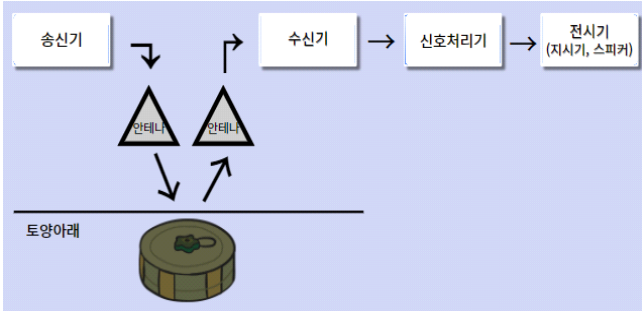 송신기
수신기
신호처리기
전시기
(지시기, 스피커)
안테나
안테나
토양아래